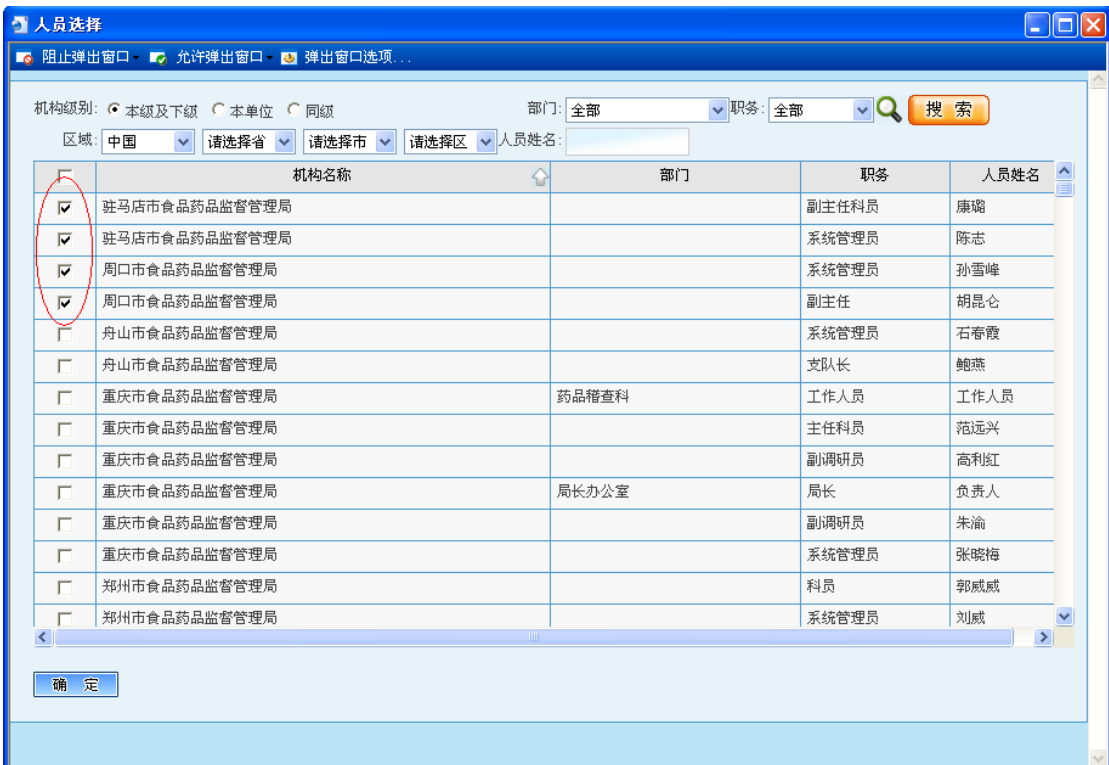 人员选择
阻止弹出窗口 允许弹出窗口 弹出窗口选项...
机构级别: 本级及下级 本单位 同级 部门: 全部 职务: 全部 搜 索
区域: 中国 请选择省 请选择市 请选择区 人员姓名:
机构名称 部门 职务 人员姓名
驻马店市食品药品监督管理局 副主任科员 康璐
驻马店市食品药品监督管理局 系统管理员 陈志
周口市食品药品监督管理局 系统管理员 孙雪峰
周口市食品药品监督管理局 副主任 胡昆仑
舟山市食品药品监督管理局 系统管理员 石春霞
舟山市食品药品监督管理局 支队长 鲍燕
重庆市食品药品监督管理局 药品稽查科 工作人员 工作人员
重庆市食品药品监督管理局 主任科员 范远兴
重庆市食品药品监督管理局 副调研员 高利红
重庆市食品药品监督管理局 局长办公室 局长 负责人
重庆市食品药品监督管理局 副调研员 朱渝
重庆市食品药品监督管理局 系统管理员 张晓梅
郑州市食品药品监督管理局 科员 郭威威
郑州市食品药品监督管理局 系统管理员 刘威
确 定